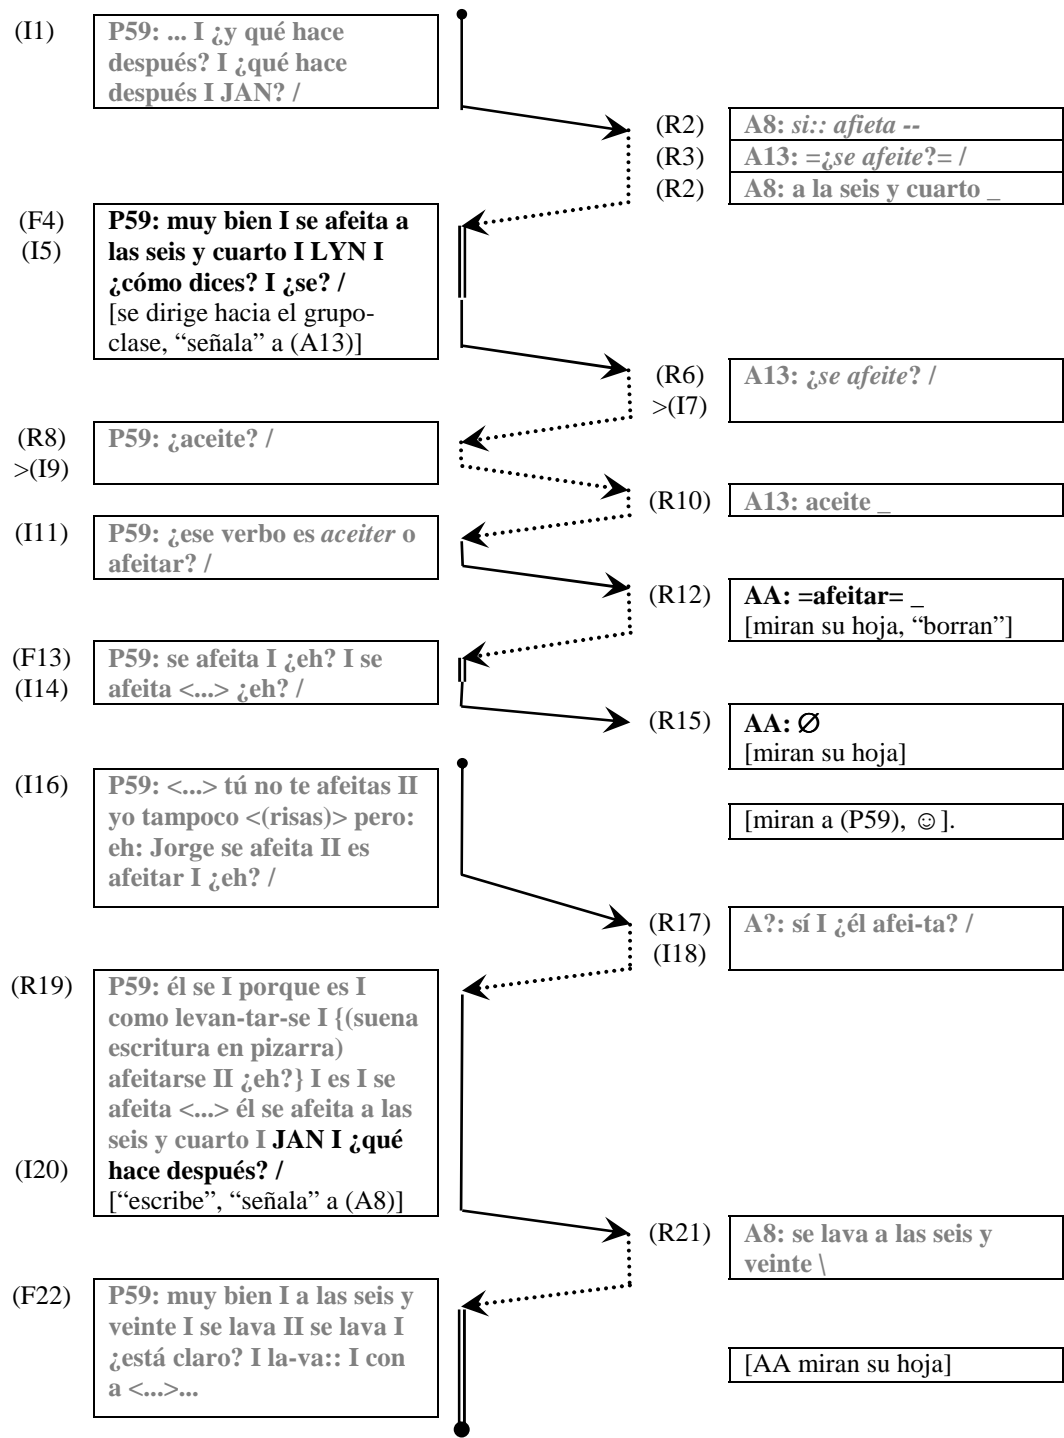 (I1)
P59: ... I ¿y qué hace
después? I ¿qué hace
después I JAN? /
(R2)
A8: si:: afieta --
(R3)
A13: =¿se afeite?= /
(R2)
A8: a la seis y cuarto _
(F4)
(I5)
P59: muy bien I se afeita a
las seis y cuarto I LYN I
¿cómo dices? I ¿se? /
[se dirige hacia el grupo-
clase, “señala” a (A13)]
(R6)
>(I7)
A13: ¿se afeite? /
(R8)
>(I9)
P59: ¿aceite? /
(R10)
A13: aceite _
(I11)
P59: ¿ese verbo es aceiter o
afeitar? /
(R12)
AA: =afeitar= _
[miran su hoja, “borran”]
(F13)
(I14)
P59: se afeita I ¿eh? I se
afeita <...> ¿eh? /
(R15)
AA: Ø
[miran su hoja]
(I16)
P59: <...> tú no te afeitas II
yo tampoco <(risas)> pero:
eh: Jorge se afeita II es
afeitar I ¿eh? /
[miran a (P59), ☺].
(R17)
(I18)
A?: sí I ¿él afei-ta? /
(R19)
P59: él se I porque es I
como levan-tar-se I {(suena
escritura en pizarra)
afeitarse II ¿eh?} I es I se
afeita <...> él se afeita a las
seis y cuarto I JAN I ¿qué
(I20)
hace después? /
[“escribe”, “señala” a (A8)]
(R21)
A8: se lava a las seis y
veinte \
(F22)
P59: muy bien I a las seis y
veinte I se lava II se lava I
¿está claro? I la-va:: I con
a <...>...
[AA miran su hoja]